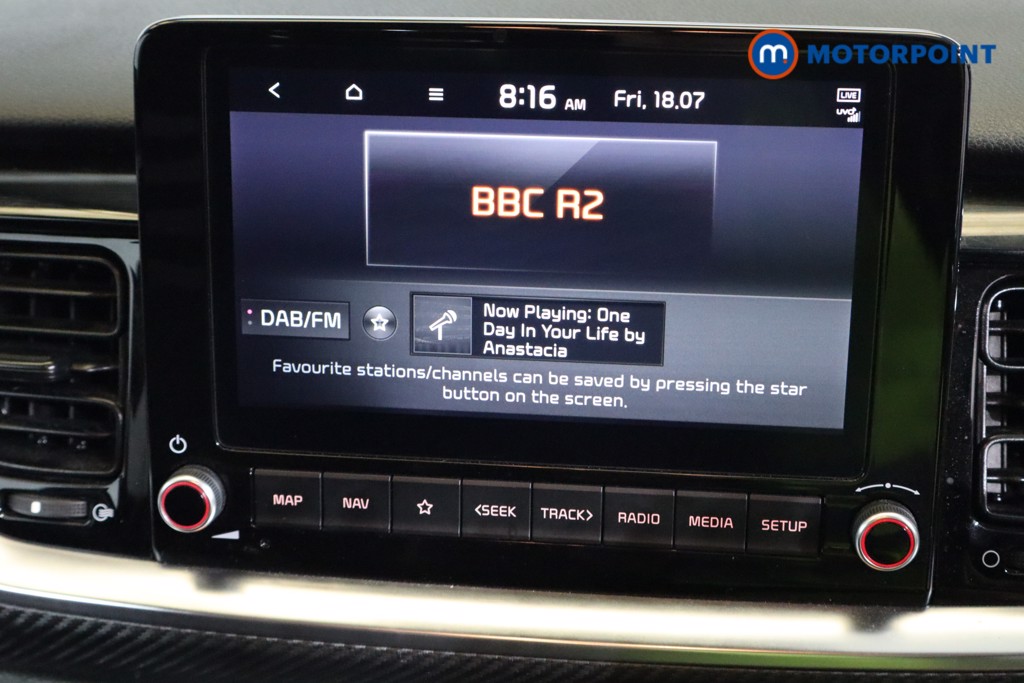 m. MOTORPOINT
8:16 AM Fri, 18.07
LIVE
UVO
BBC R2
DAB/FM
Now Playing: One
Day In Your Life by
Anastacia
Favourite stations/channels can be saved by pressing the star
button on the screen.
MAP NAV <SEEK TRACK> RADIO MEDIA SETUP